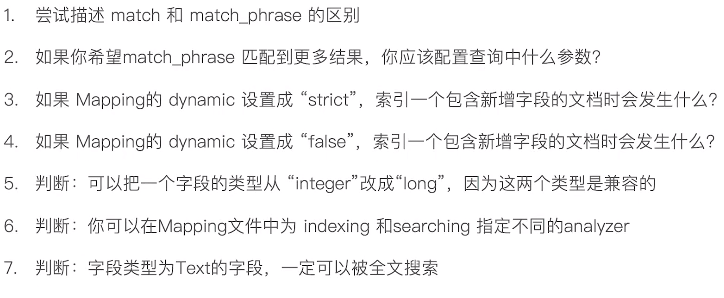 1. 尝试描述 match 和 match_phrase 的区别
2. 如果你希望match_phrase 匹配到更多结果，你应该配置查询中什么参数？
3. 如果 Mapping的 dynamic 设置成 “strict”，索引一个包含新增字段的文档时会发生什么？
4. 如果 Mapping的 dynamic 设置成 “false”，索引一个包含新增字段的文档时会发生什么？
5. 判断：可以把一个字段的类型从 “integer”改成“long”，因为这两个类型是兼容的
6. 判断：你可以在Mapping文件中为 indexing 和searching 指定不同的analyzer
7. 判断：字段类型为Text的字段，一定可以被全文搜索